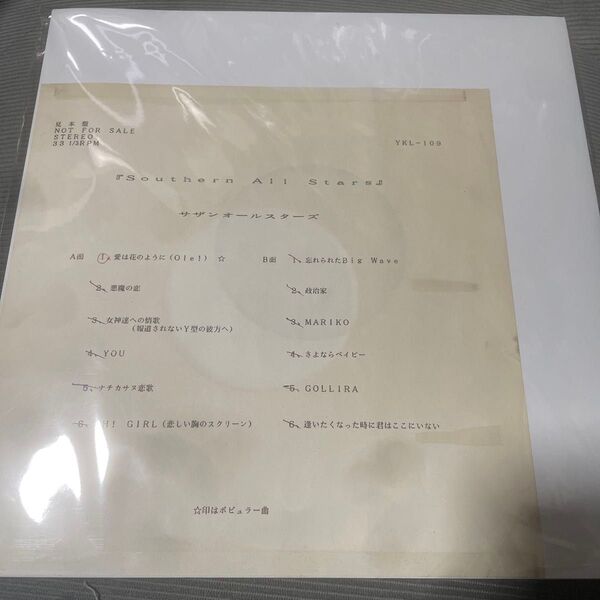 見本盤
NOT FOR SALE
STEREO
33 1/3RPM
YKL-109
『Southern All Stars』
サザンオールスターズ
A面 1. 愛は花のように(Ole!) ☆
2. 悪魔の恋
3. 女神達への情歌
(報道されないY型の彼方へ)
4. YOU
5. ナチカサヌ恋歌
6. OH! GIRL(悲しい胸のスクリーン)
B面 1. 忘れられたBig Wave
2. 政治家
3. MARIKO
4. さよならベイビー
5. GOLLIRA
6. 逢いたくなった時に君はここにいない
☆印はポピュラー曲